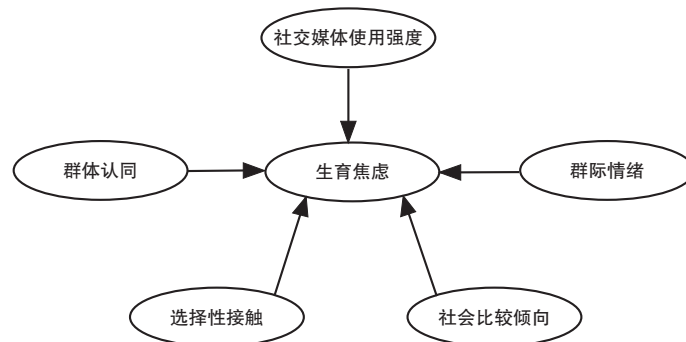 社交媒体使用强度
群体认同
生育焦虑
群际情绪
选择性接触
社会比较倾向